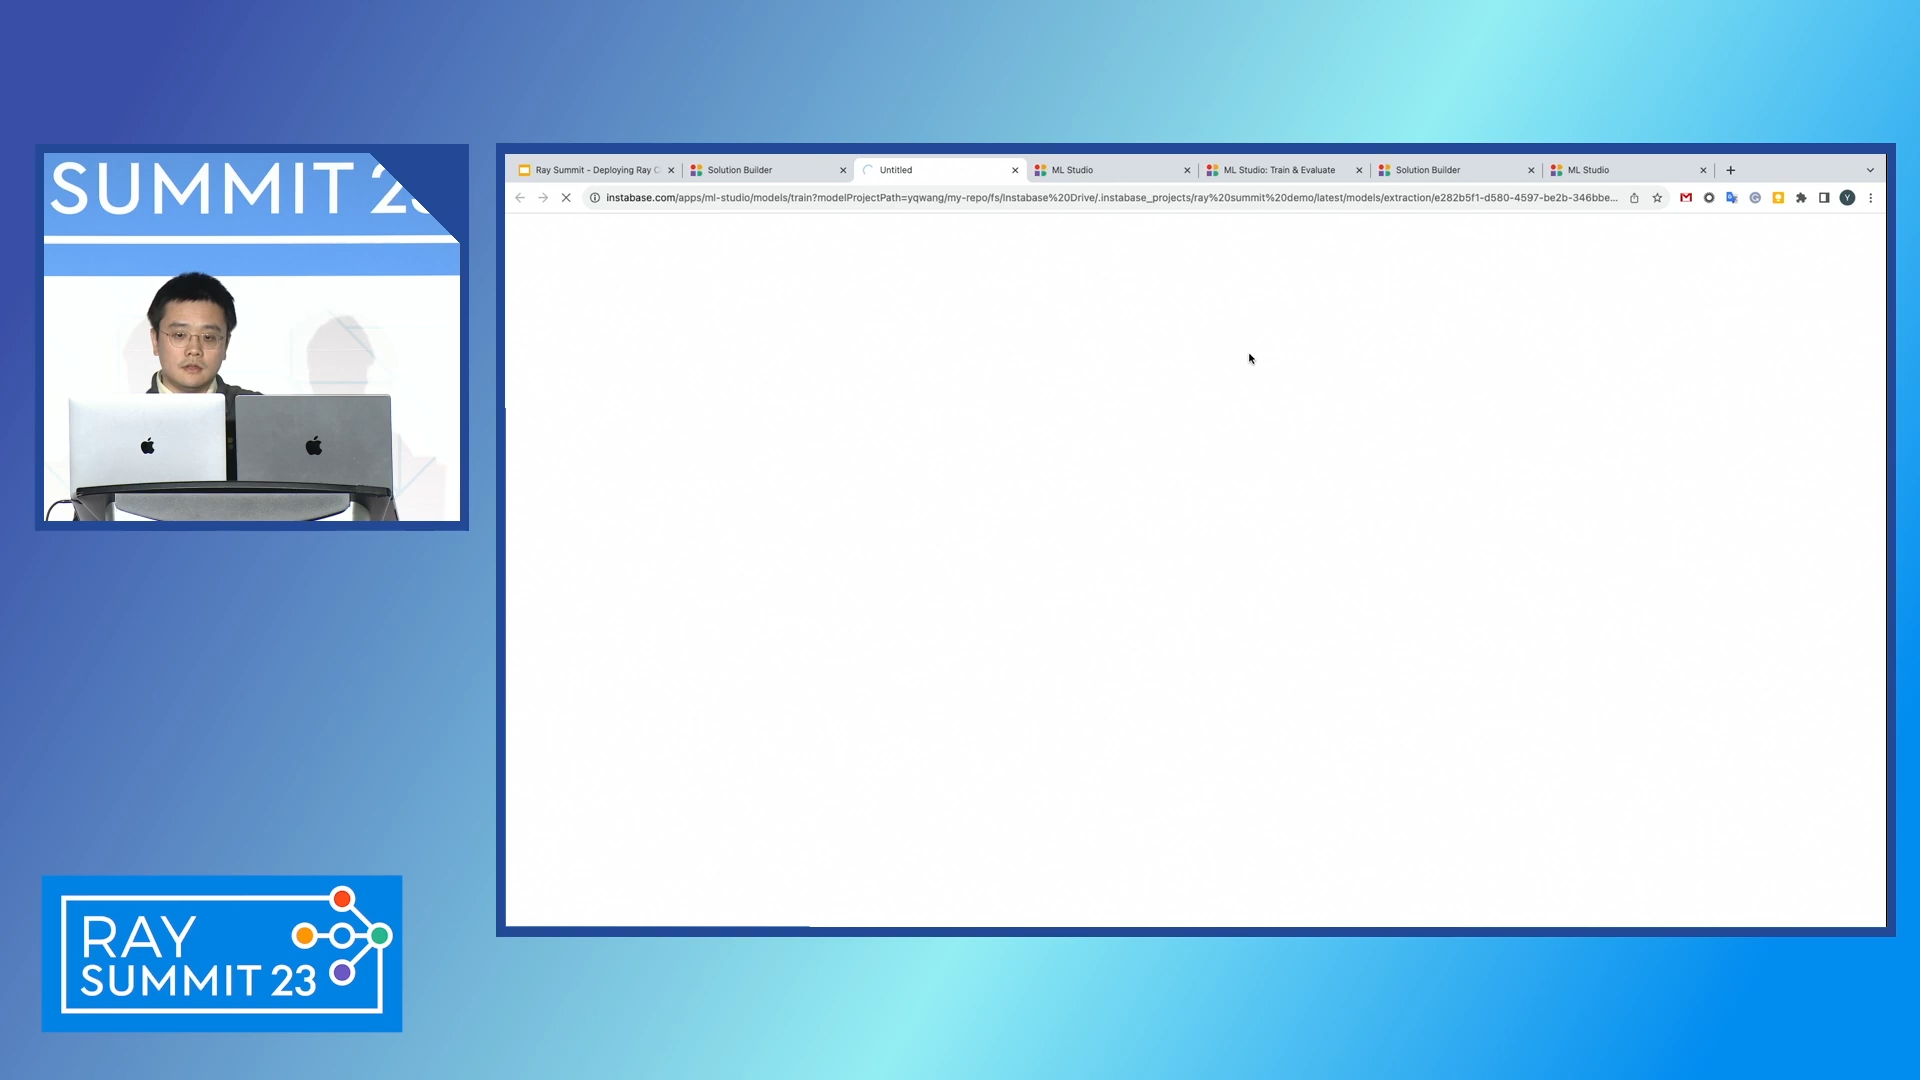 SUMMIT 23
Ray Summit - Deploying Ray C
Solution Builder
Untitled
ML Studio
ML Studio: Train & Evaluate
Solution Builder
ML Studio
instabase.com/apps/ml-studio/models/train?modelProjectPath=yqwang/my-repo/fs/Instabase%20Drive/.instabase_projects/ray%20summit%20demo/latest/models/extraction/e282b5f1-d580-4597-be2b-346bbe...
Y
RAY
SUMMIT 23